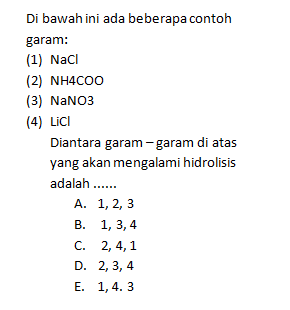 Di bawah ini ada beberapa contoh
garam:
(1) NaCl
(2) NH4COO
(3) NaNO3
(4) LiCl
Diantara garam – garam di atas
yang akan mengalami hidrolisis
adalah ......
A. 1, 2, 3
B. 1, 3, 4
C. 2, 4, 1
D. 2, 3, 4
E. 1, 4. 3